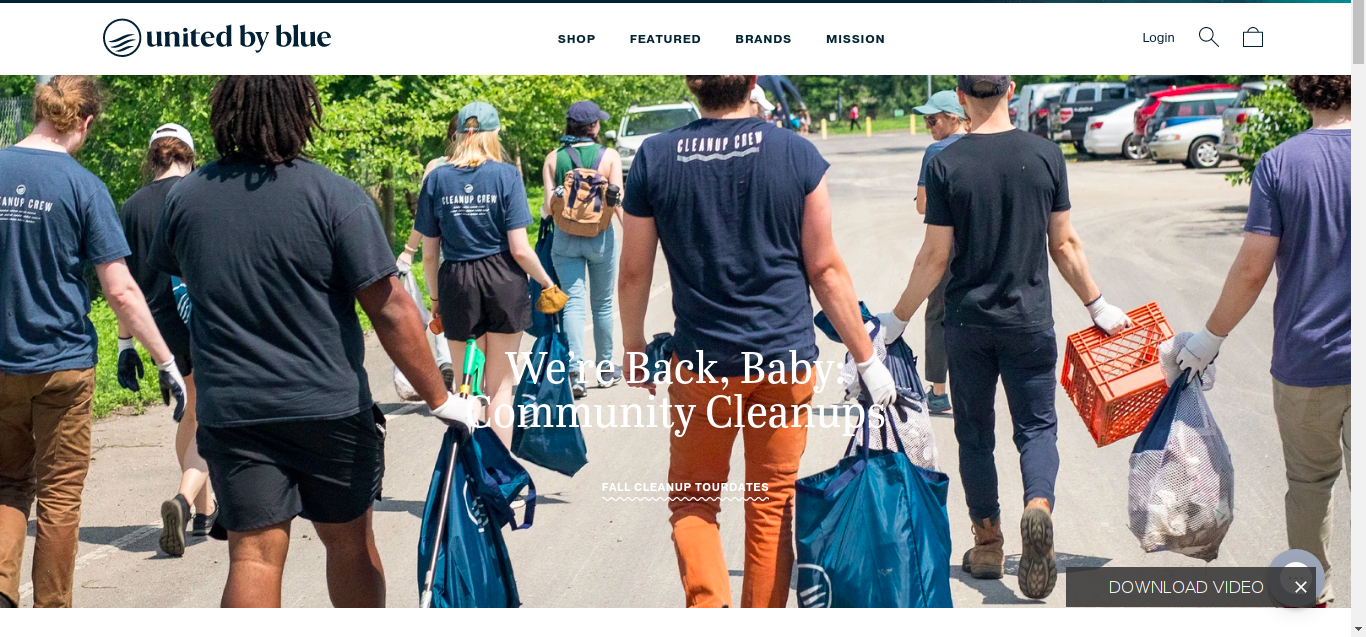 united by blue
SHOP
FEATURED
BRANDS
MISSION
Login
CLEANUP CREW
CLEANUP CREW
CLEANUP CREW
We're Back, Baby:
Community Cleanups
FALL CLEANUP TOURDATES
DOWNLOAD VIDEO